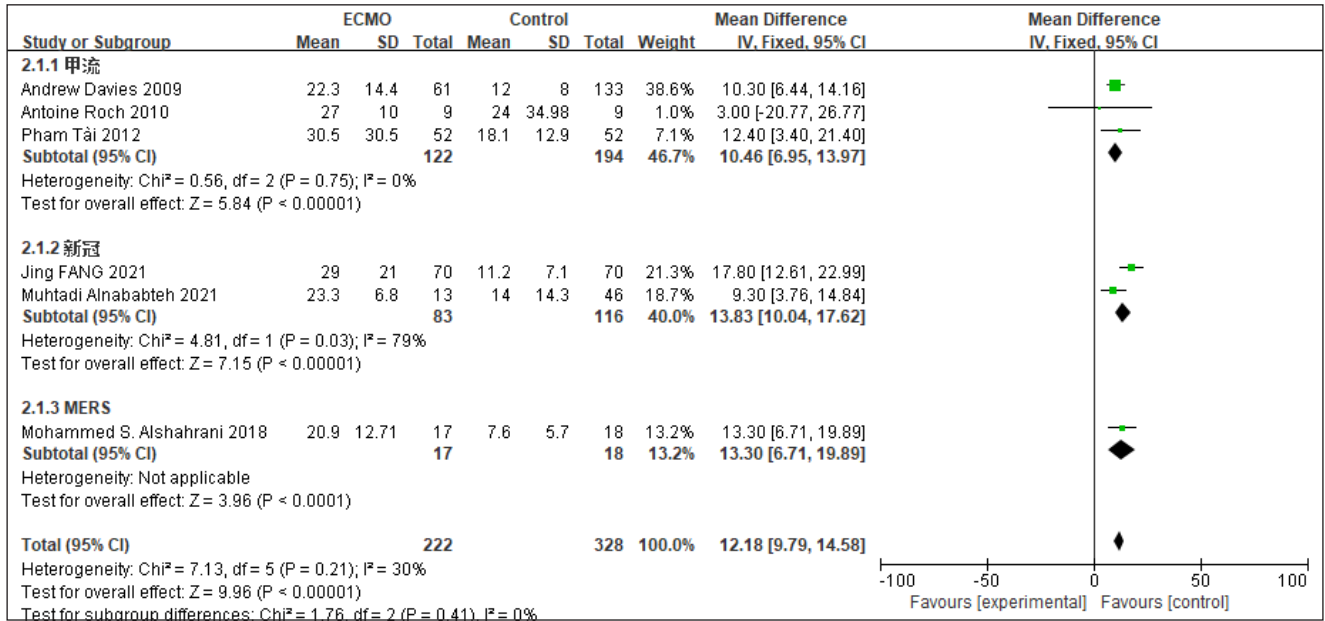 ECMO Control Mean Difference Mean Difference
Study or Subgroup Mean SD Total Mean SD Total Weight IV, Fixed, 95% CI IV, Fixed, 95% CI
2.1.1 甲流
Andrew Davies 2009 22.3 14.4 61 12 8 133 38.6% 10.30 [6.44, 14.16]
Antoine Roch 2010 27 10 9 24 34.98 9 1.0% 3.00 [-20.77, 26.77]
Pham Tài 2012 30.5 30.5 52 18.1 12.9 52 7.1% 12.40 [3.40, 21.40]
Subtotal (95% CI) 122 194 46.7% 10.46 [6.95, 13.97]
Heterogeneity: Chi² = 0.56, df = 2 (P = 0.75); I² = 0%
Test for overall effect: Z = 5.84 (P < 0.00001)
2.1.2 新冠
Jing FANG 2021 29 21 70 11.2 7.1 70 21.3% 17.80 [12.61, 22.99]
Muhtadi Alnababteh 2021 23.3 6.8 13 14 14.3 46 18.7% 9.30 [3.76, 14.84]
Subtotal (95% CI) 83 116 40.0% 13.83 [10.04, 17.62]
Heterogeneity: Chi² = 4.81, df = 1 (P = 0.03); I² = 79%
Test for overall effect: Z = 7.15 (P < 0.00001)
2.1.3 MERS
Mohammed S. Alshahrani 2018 20.9 12.71 17 7.6 5.7 18 13.2% 13.30 [6.71, 19.89]
Subtotal (95% CI) 17 18 13.2% 13.30 [6.71, 19.89]
Heterogeneity: Not applicable
Test for overall effect: Z = 3.96 (P < 0.0001)
Total (95% CI) 222 328 100.0% 12.18 [9.79, 14.58]
Heterogeneity: Chi² = 7.13, df = 5 (P = 0.21); I² = 30%
Test for overall effect: Z = 9.96 (P < 0.00001)
Test for subgroup differences: Chi² = 1.76, df = 2 (P = 0.41), I² = 0%
-100 -50 0 50 100
Favours [experimental] Favours [control]